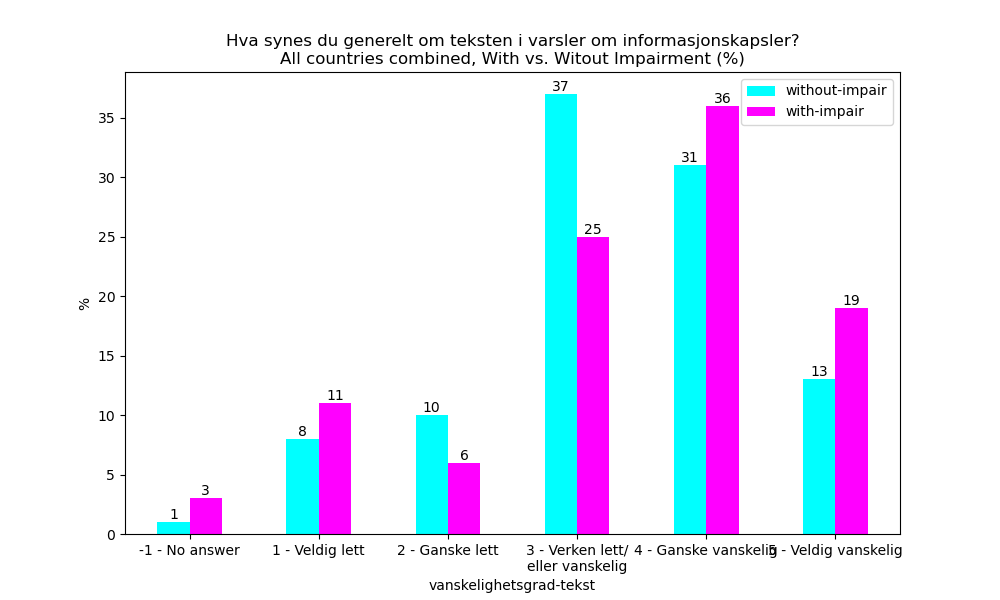 Hva synes du generelt om teksten i varsler om informasjonskapsler?
All countries combined, With vs. Witout Impairment (%)
without-impair
with-impair
%
35
30
25
20
15
10
5
0
1
3
8
11
10
6
37
25
31
36
13
19
-1 - No answer
1 - Veldig lett
2 - Ganske lett
3 - Verken lett/
eller vanskelig
4 - Ganske vanskelig
5 - Veldig vanskelig
vanskelighetsgrad-tekst